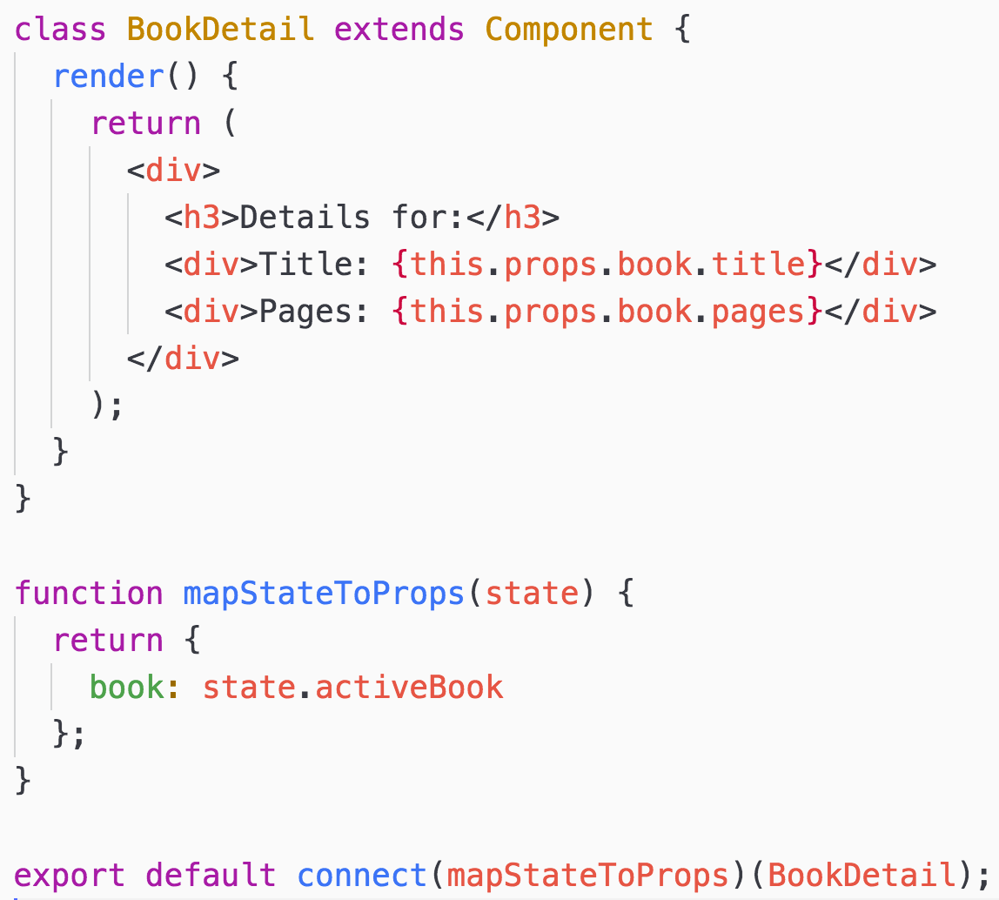 class BookDetail extends Component {
  render() {
    return (
      <div>
        <h3>Details for:</h3>
        <div>Title: {this.props.book.title}</div>
        <div>Pages: {this.props.book.pages}</div>
      </div>
    );
  }
}

function mapStateToProps(state) {
  return {
    book: state.activeBook
  };
}

export default connect(mapStateToProps)(BookDetail);